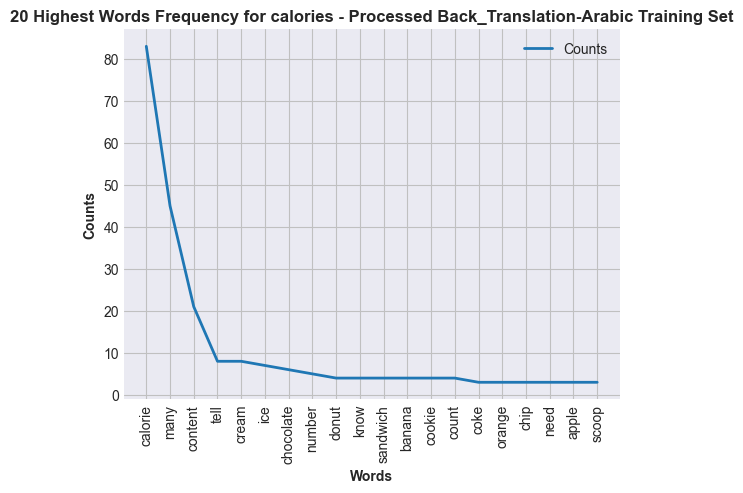 20 Highest Words Frequency for calories - Processed Back_Translation-Arabic Training Set
Counts
80
70
60
50
40
30
20
10
0
Counts
calorie
many
content
tell
cream
ice
chocolate
number
donut
know
sandwich
banana
cookie
count
coke
orange
chip
need
apple
scoop
Words